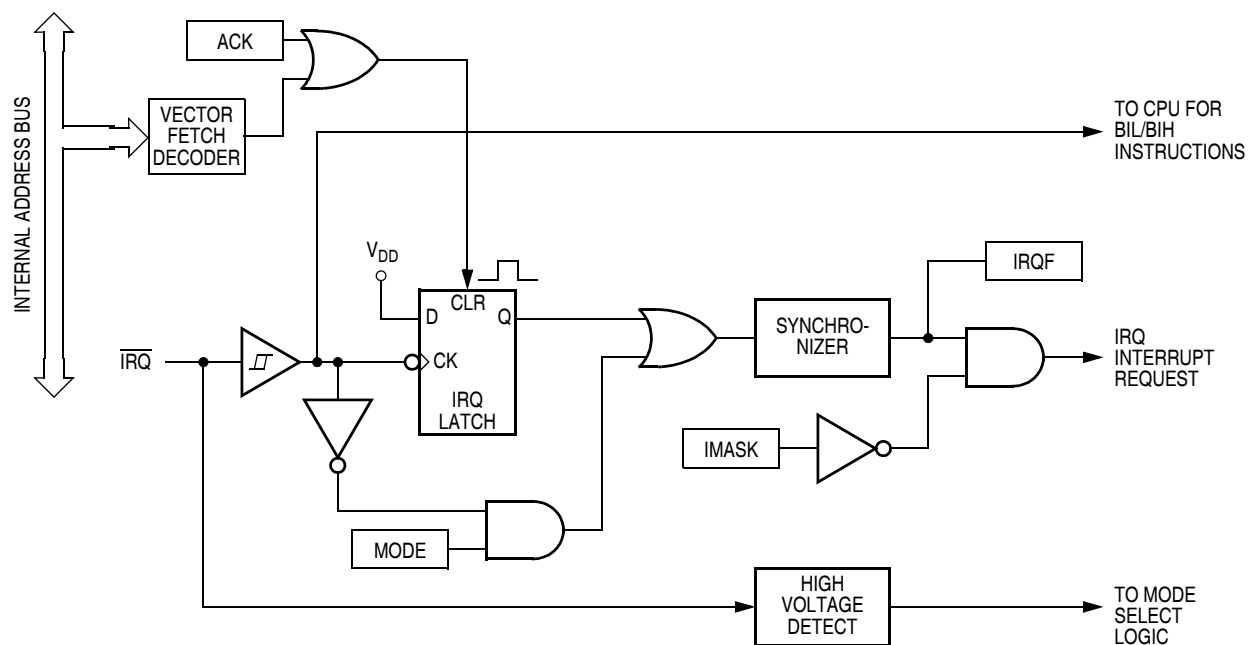 INTERNAL ADDRESS BUS
ACK
VECTOR
FETCH
DECODER
TO CPU FOR
BIL/BIH
INSTRUCTIONS
VDD
CLR
D
Q
CK
IRQ
LATCH
IRQ
SYNCHRO-
NIZER
IRQF
IRQ
INTERRUPT
REQUEST
IMASK
MODE
HIGH
VOLTAGE
DETECT
TO MODE
SELECT
LOGIC